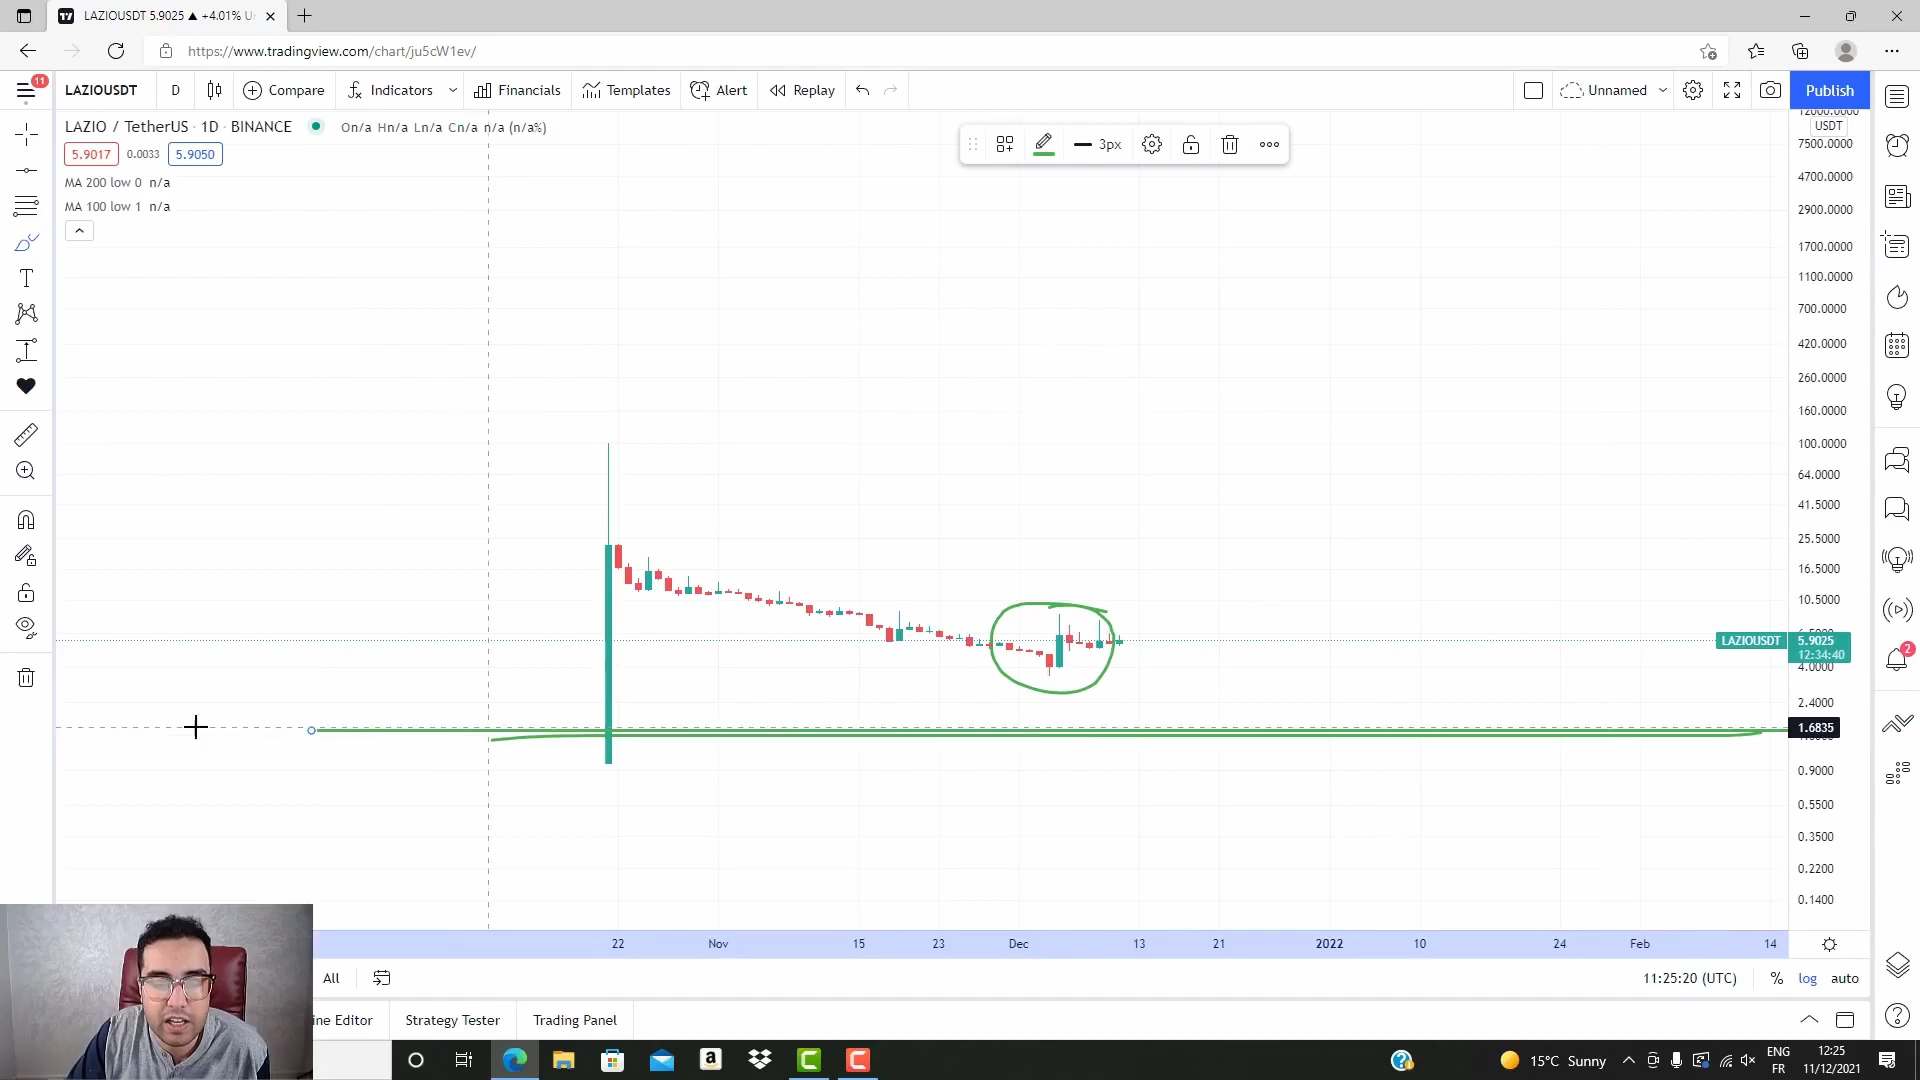 LAZIOUSDT 5.9025 ▲ +4.01% U
https://www.tradingview.com/chart/ju5cW1ev/
11
LAZIOUSDT D Compare Indicators Financials Templates Alert Replay Unnamed Publish
LAZIO / TetherUS · 1D · BINANCE On/a Hn/a Ln/a Cn/a n/a (n/a%)
5.9017 0.0033 5.9050
MA 200 low 0 n/a
MA 100 low 1 n/a
3px
12000.0000
USDT
7500.0000
4700.0000
2900.0000
1700.0000
1100.0000
700.0000
420.0000
260.0000
160.0000
100.0000
64.0000
41.5000
25.5000
16.5000
10.5000
LAZIOUSDT 5.9025
12:34:40
4.0000
2.4000
1.6835
0.9000
0.5500
0.3500
0.2200
0.1400
2
22 Nov 15 23 Dec 13 21 2022 10 24 Feb 14
All
11:25:20 (UTC) % log auto
ine Editor Strategy Tester Trading Panel
15°C Sunny
ENG
FR
12:25
11/12/2021